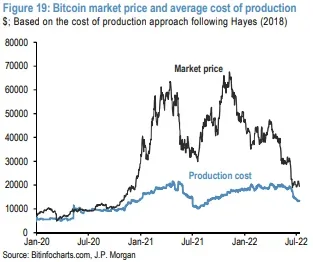 Figure 19: Bitcoin market price and average cost of production
$; Based on the cost of production approach following Hayes (2018)
80000
70000
60000
50000
40000
30000
20000
10000
0
Market price
Production cost
Jan-20 Jul-20 Jan-21 Jul-21 Jan-22 Jul-22
Source: Bitinfocharts.com, J.P. Morgan